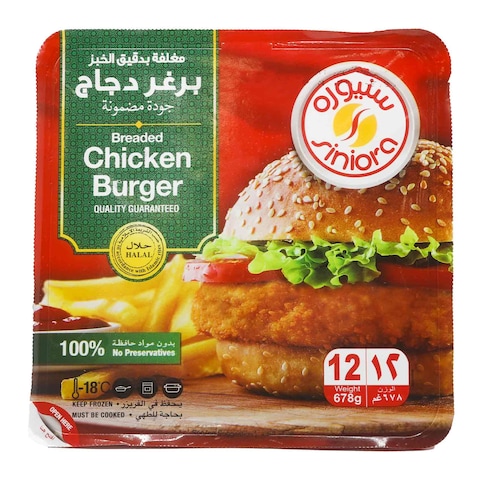 مغلفة بدقيق الخبز
برغر دجاج
جودة مضمونة
Breaded
Chicken
Burger
QUALITY GUARANTEED
سنيورة
siniora
حلال
HALAL
100%
بدون مواد حافظة
No Preservatives
-18°C
KEEP FROZEN • يحفظ في الفريزر
MUST BE COOKED • بحاجة للطهي
OPEN HERE
12
Weight
678g
١٢
الوزن
٦٧٨غم